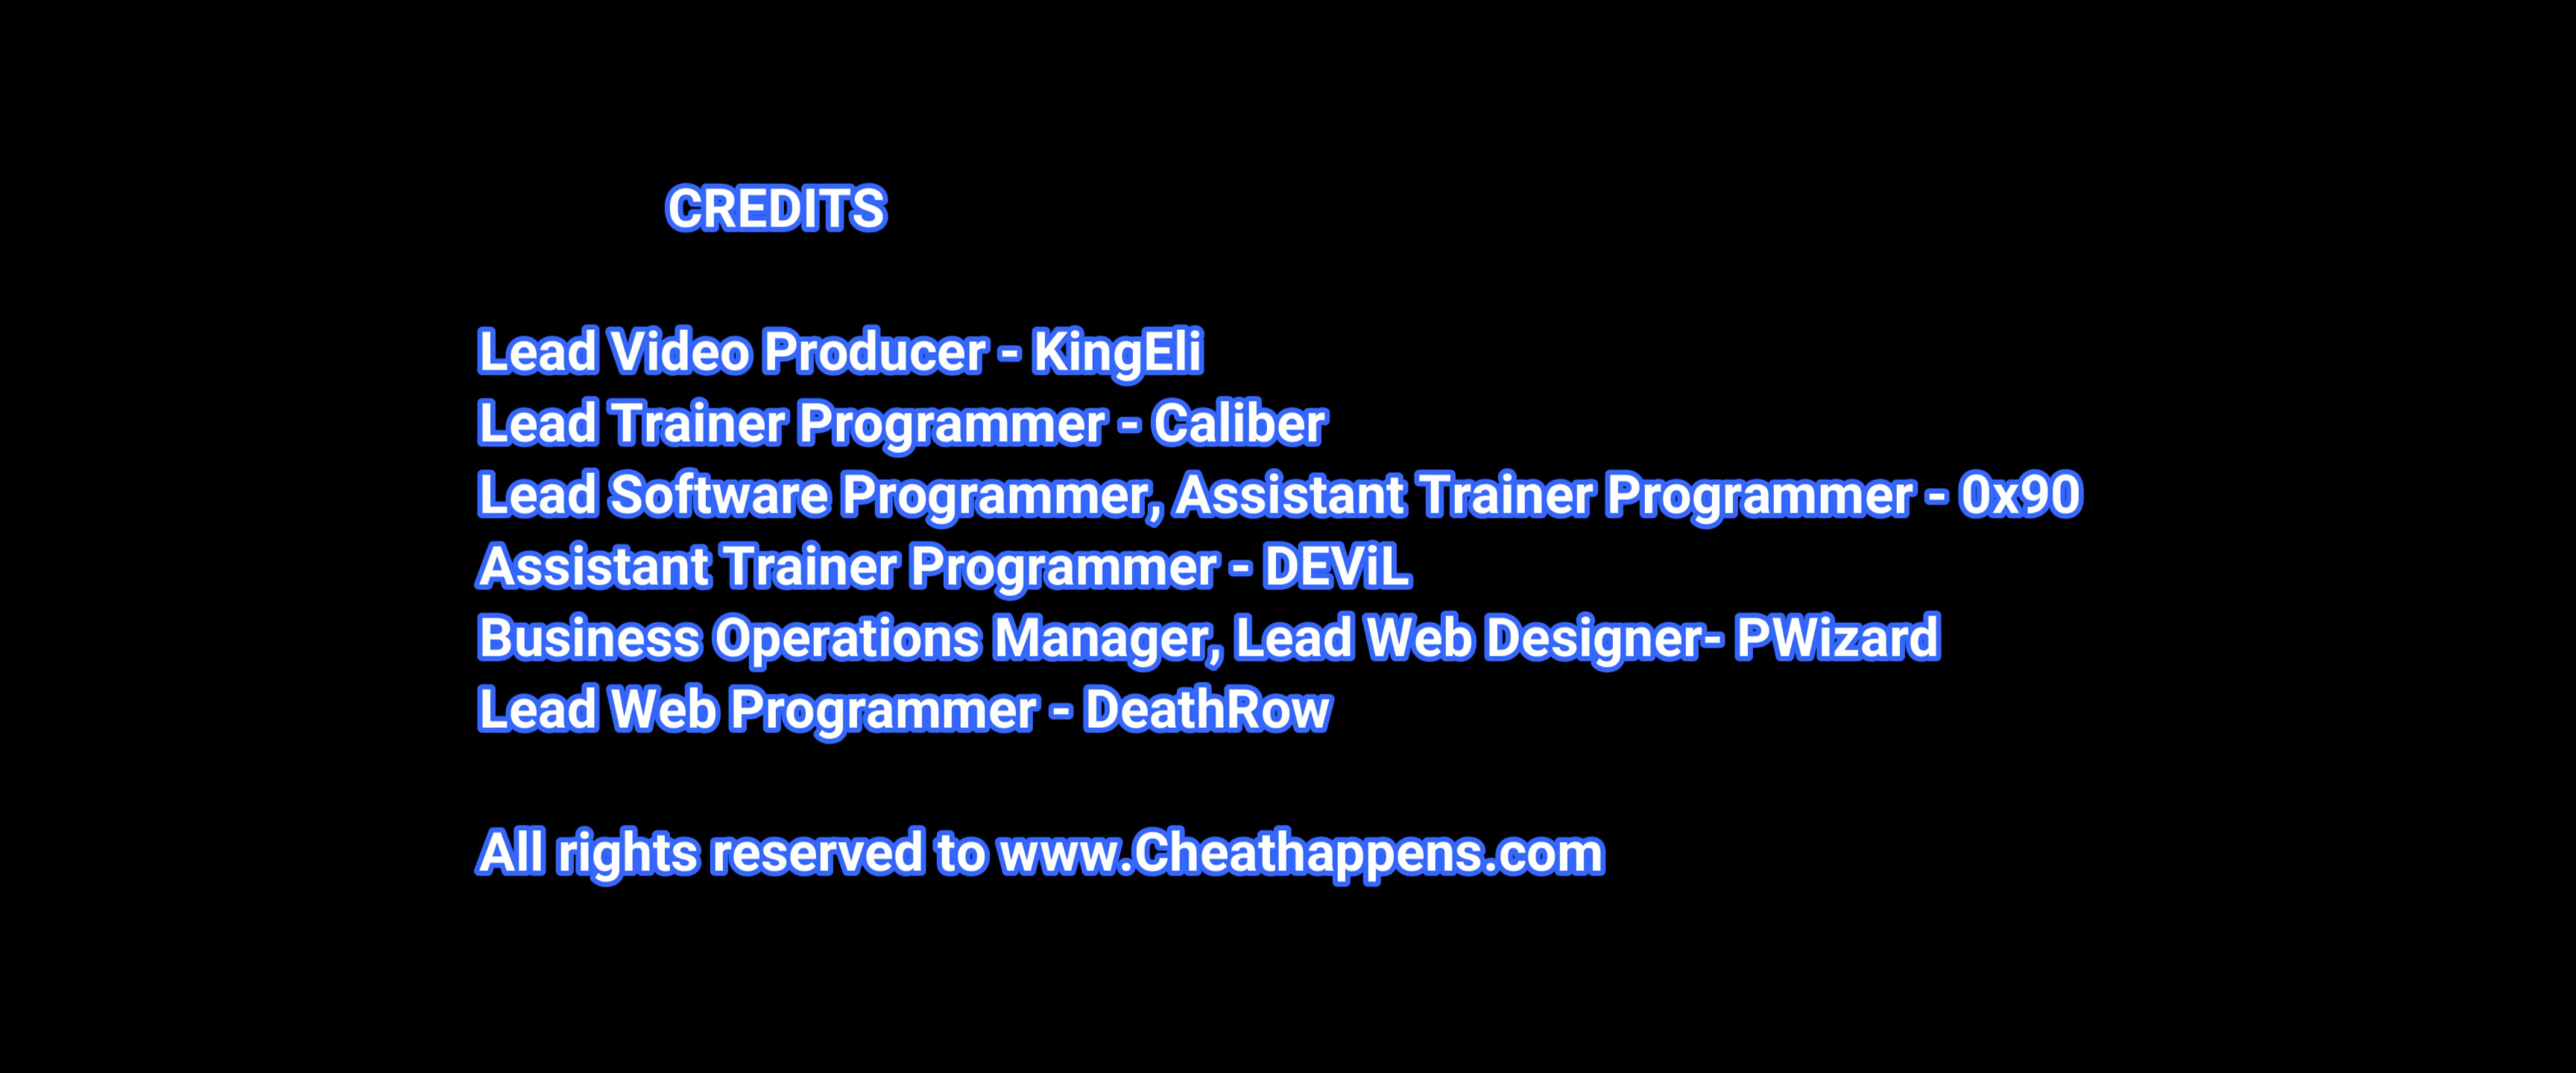 CREDITS
Lead Video Producer - KingEli
Lead Trainer Programmer - Caliber
Lead Software Programmer, Assistant Trainer Programmer - 0x90
Assistant Trainer Programmer - DEViL
Business Operations Manager, Lead Web Designer- PWizard
Lead Web Programmer - DeathRow
All rights reserved to www.Cheathappens.com